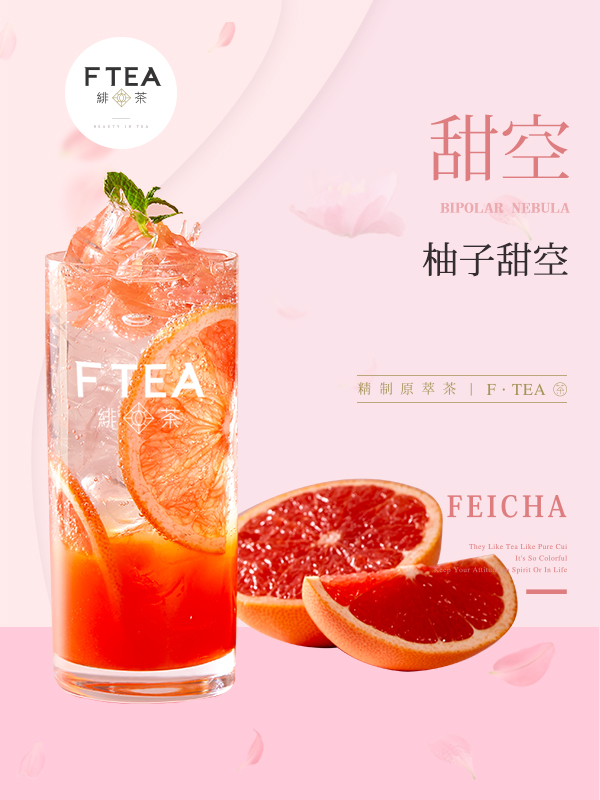 F TEA
緋 茶
BEAUTY IN TEA
甜空
BIPOLAR NEBULA
柚子甜空
F TEA
緋 茶
精制原萃茶 | F · TEA 茶
FEICHA
They Like Tea Like Pure Cui
It's So Colorful
Keep Your Attitude Spirit Or In Life